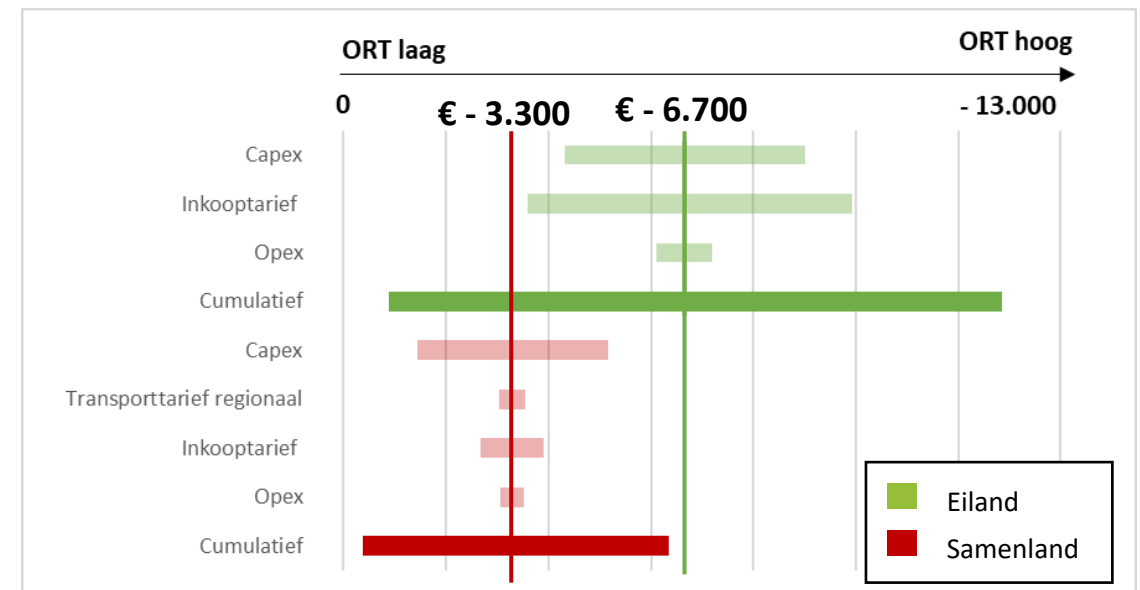 ORT laag
ORT hoog
0
€ - 3.300
€ - 6.700
- 13.000
Capex
Inkooptarief
Opex
Cumulatief
Capex
Transporttarief regionaal
Inkooptarief
Opex
Cumulatief
Eiland
Samenland